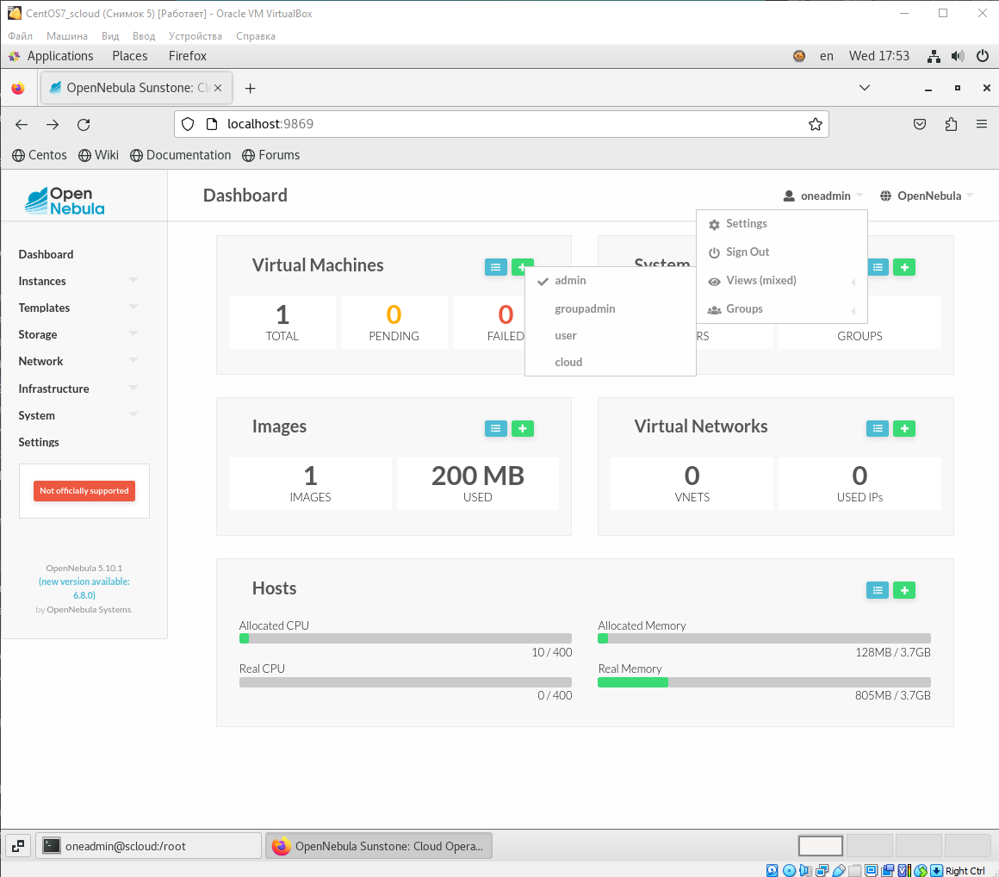 CentOS7_scloud (Снимок 5) [Работает] - Oracle VM VirtualBox
Файл Машина Вид Ввод Устройства Справка
Applications Places Firefox en Wed 17:53
OpenNebula Sunstone: Cl
localhost:9869
Centos Wiki Documentation Forums
Open
Nebula
Dashboard
oneadmin OpenNebula
Settings
Sign Out
Views (mixed)
Groups
admin
groupadmin
user
cloud
Dashboard
Instances
Templates
Storage
Network
Infrastructure
System
Settings
Not officially supported
OpenNebula 5.10.1
(new version available:
6.8.0)
by OpenNebula Systems.
Virtual Machines
1 0 0
TOTAL PENDING FAILED
System
RS GROUPS
Images
1 200 MB
IMAGES USED
Virtual Networks
0 0
VNETS USED IPs
Hosts
Allocated CPU
10 / 400
Real CPU
0 / 400
Allocated Memory
128MB / 3.7GB
Real Memory
805MB / 3.7GB
oneadmin@scloud:/root OpenNebula Sunstone: Cloud Opera...
Right Ctrl